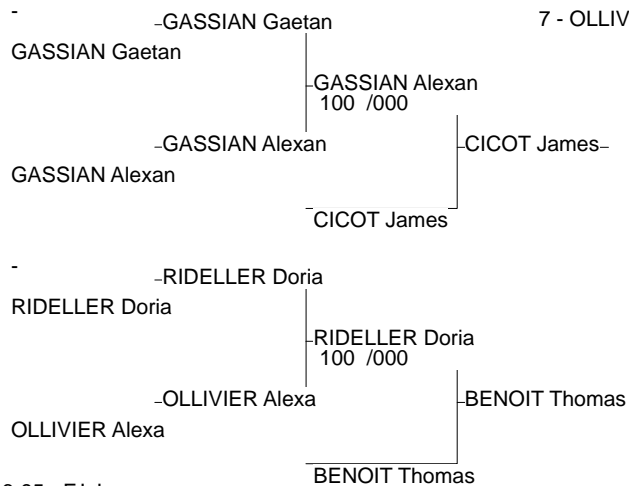 -
GASSIAN Gaetan
7 - OLLIV
GASSIAN Gaetan
GASSIAN Alexan
100 /000
GASSIAN Alexan
CICOT James
GASSIAN Alexan
CICOT James
-
RIDELLER Doria
RIDELLER Doria
RIDELLER Doria
100 /000
OLLIVIER Alexa
BENOIT Thomas
OLLIVIER Alexa
BENOIT Thomas